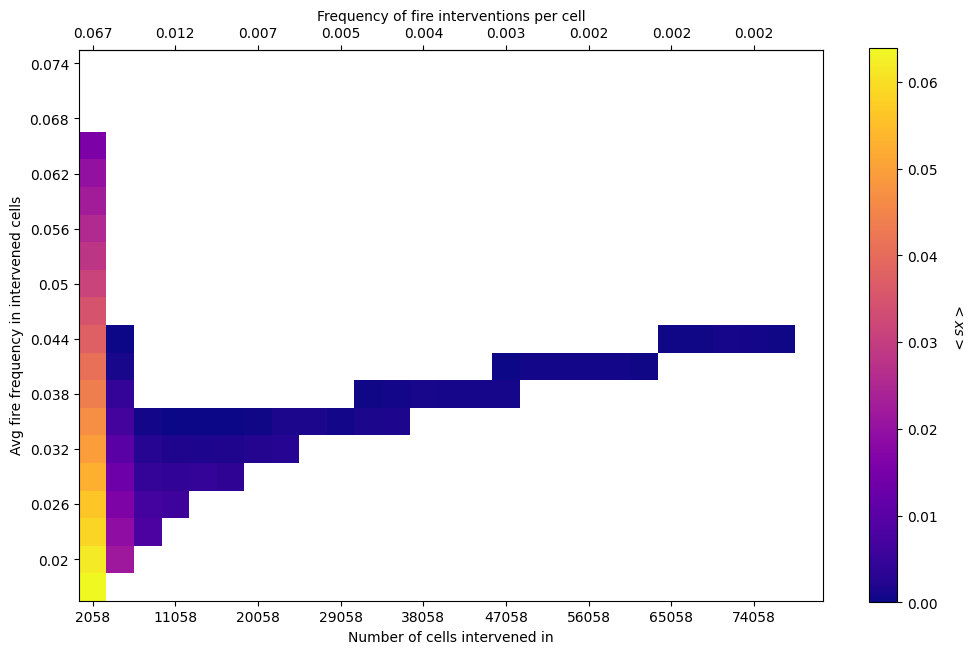 Frequency of fire interventions per cell
0.067 0.012 0.007 0.005 0.004 0.003 0.002 0.002 0.002
0.074
0.068
0.062
0.056
0.05
0.044
0.038
0.032
0.026
0.02
Avg fire frequency in intervened cells
2058 11058 20058 29058 38058 47058 56058 65058 74058
Number of cells intervened in
0.06
0.05
0.04
0.03
0.02
0.01
0.00
< sx >